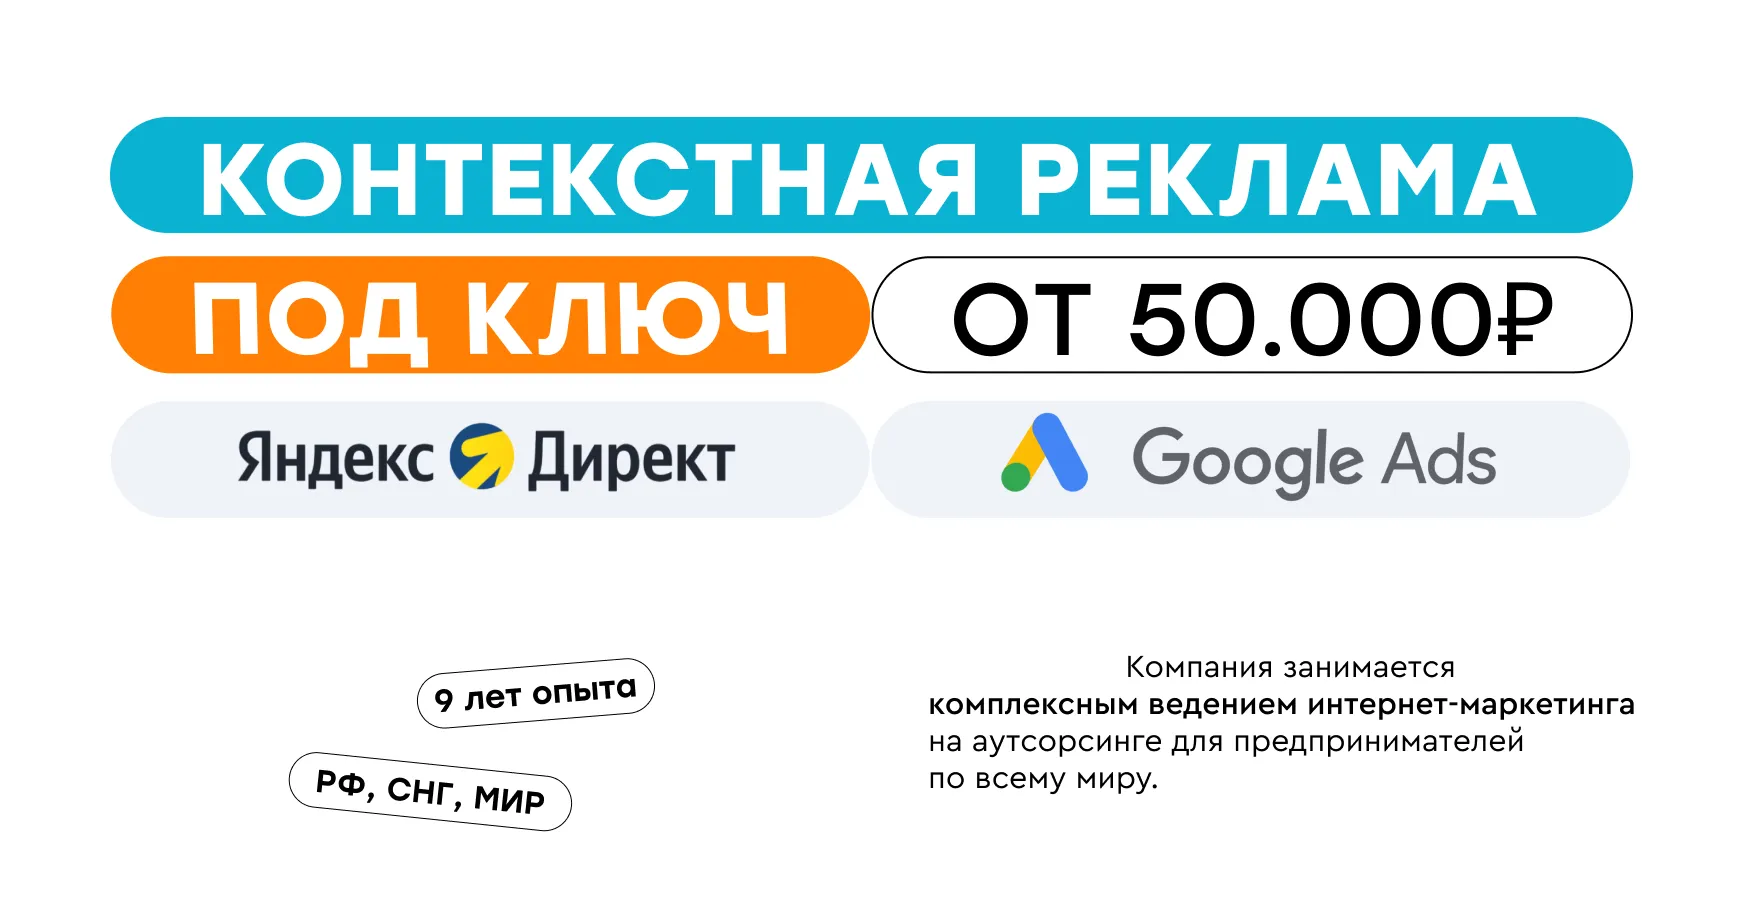 КОНТЕКСТНАЯ РЕКЛАМА
ПОД КЛЮЧ
ОТ 50.000₽
Яндекс Директ
Google Ads
9 лет опыта
РФ, СНГ, МИР
Компания занимается
комплексным ведением интернет-маркетинга
на аутсорсинге для предпринимателей
по всему миру.